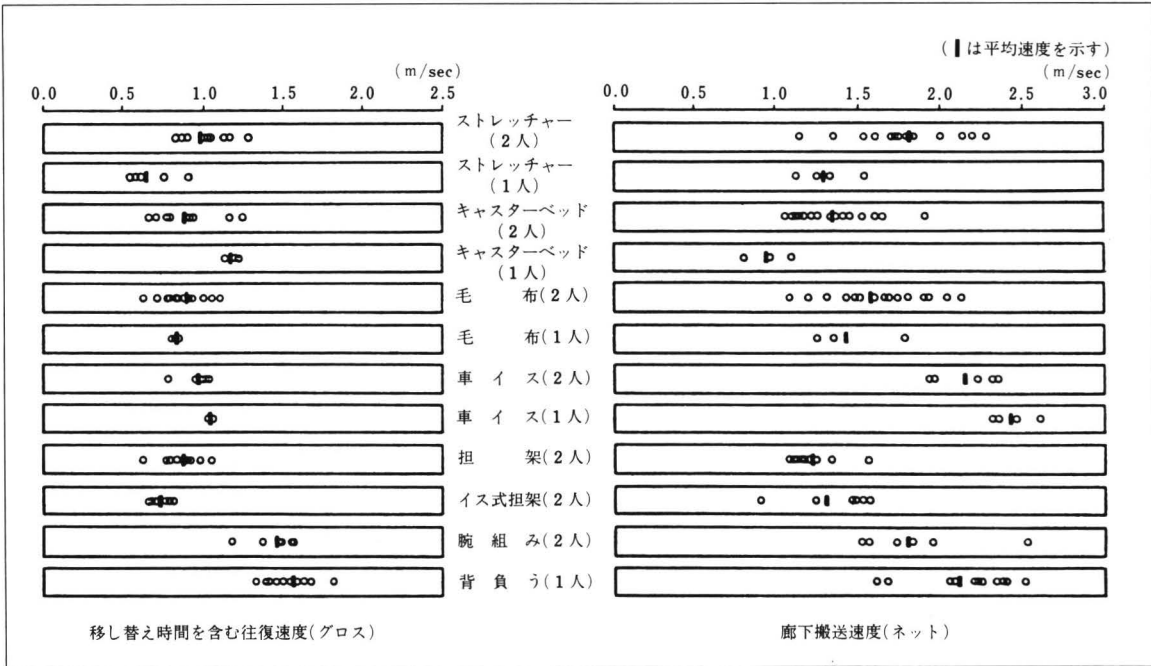 (▌は平均速度を示す)
(m/sec)
(m/sec)
0.0 0.5 1.0 1.5 2.0 2.5
0.0 1.0 1.5 2.0 2.5 3.0
ストレッチャー
(2人)
ストレッチャー
(1人)
キャスターベッド
(2人)
キャスターベッド
(1人)
毛 布(2人)
毛 布(1人)
車 イ ス(2人)
車 イ ス(1人)
担 架(2人)
イス式担架(2人)
腕 組 み(2人)
背 負 う(1人)
移し替え時間を含む往復速度(グロス)
廊下搬送速度(ネット)